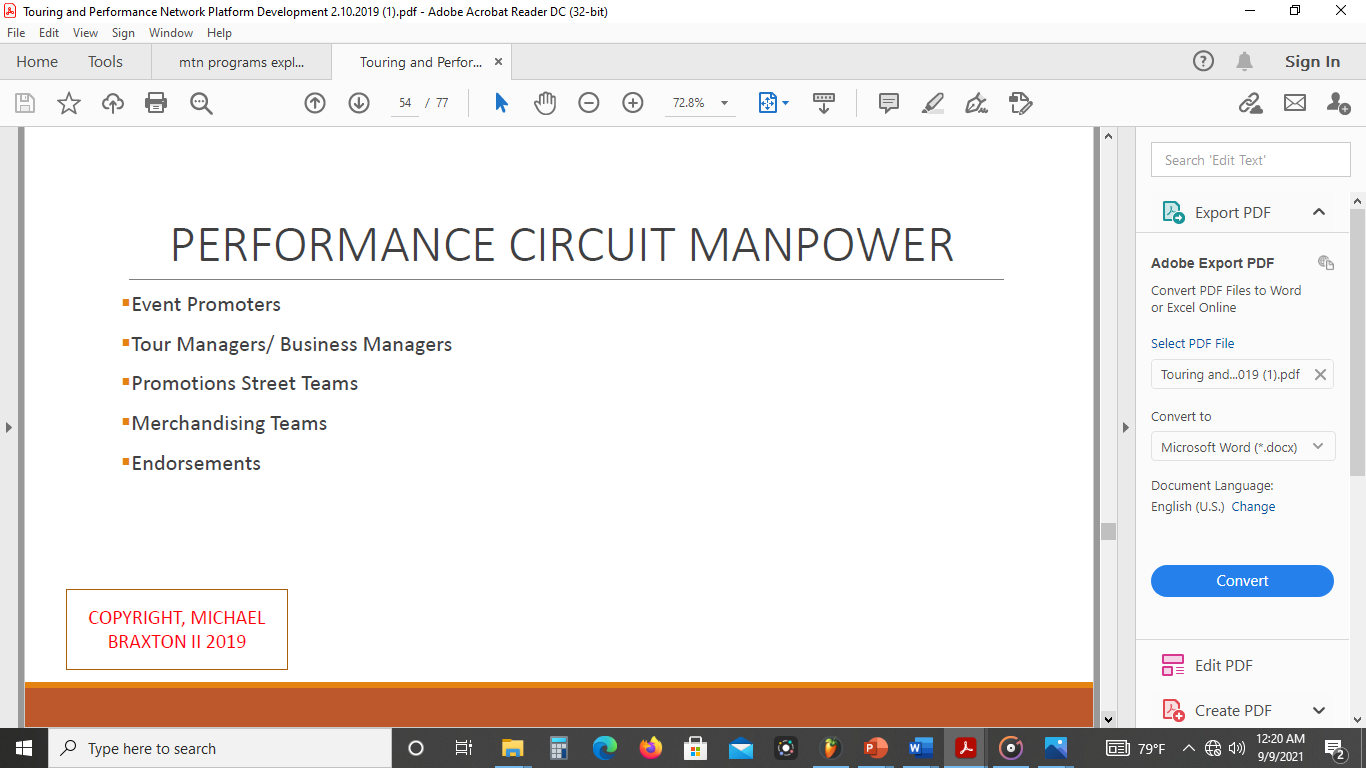 Touring and Performance Network Platform Development 2.10.2019 (1).pdf - Adobe Acrobat Reader DC (32-bit)
File Edit View Sign Window Help
Home Tools mtn programs expl... Touring and Perfor... ×
Sign In
54 / 77 72.8%
PERFORMANCE CIRCUIT MANPOWER
▪Event Promoters
▪Tour Managers/ Business Managers
▪Promotions Street Teams
▪Merchandising Teams
▪Endorsements
COPYRIGHT, MICHAEL
BRAXTON II 2019
Search 'Edit Text'
Export PDF
Adobe Export PDF
Convert PDF Files to Word
or Excel Online
Select PDF File
Touring and...019 (1).pdf
Convert to
Microsoft Word (*.docx)
Document Language:
English (U.S.) Change
Convert
Edit PDF
Create PDF
Type here to search
79°F
12:20 AM
9/9/2021
2